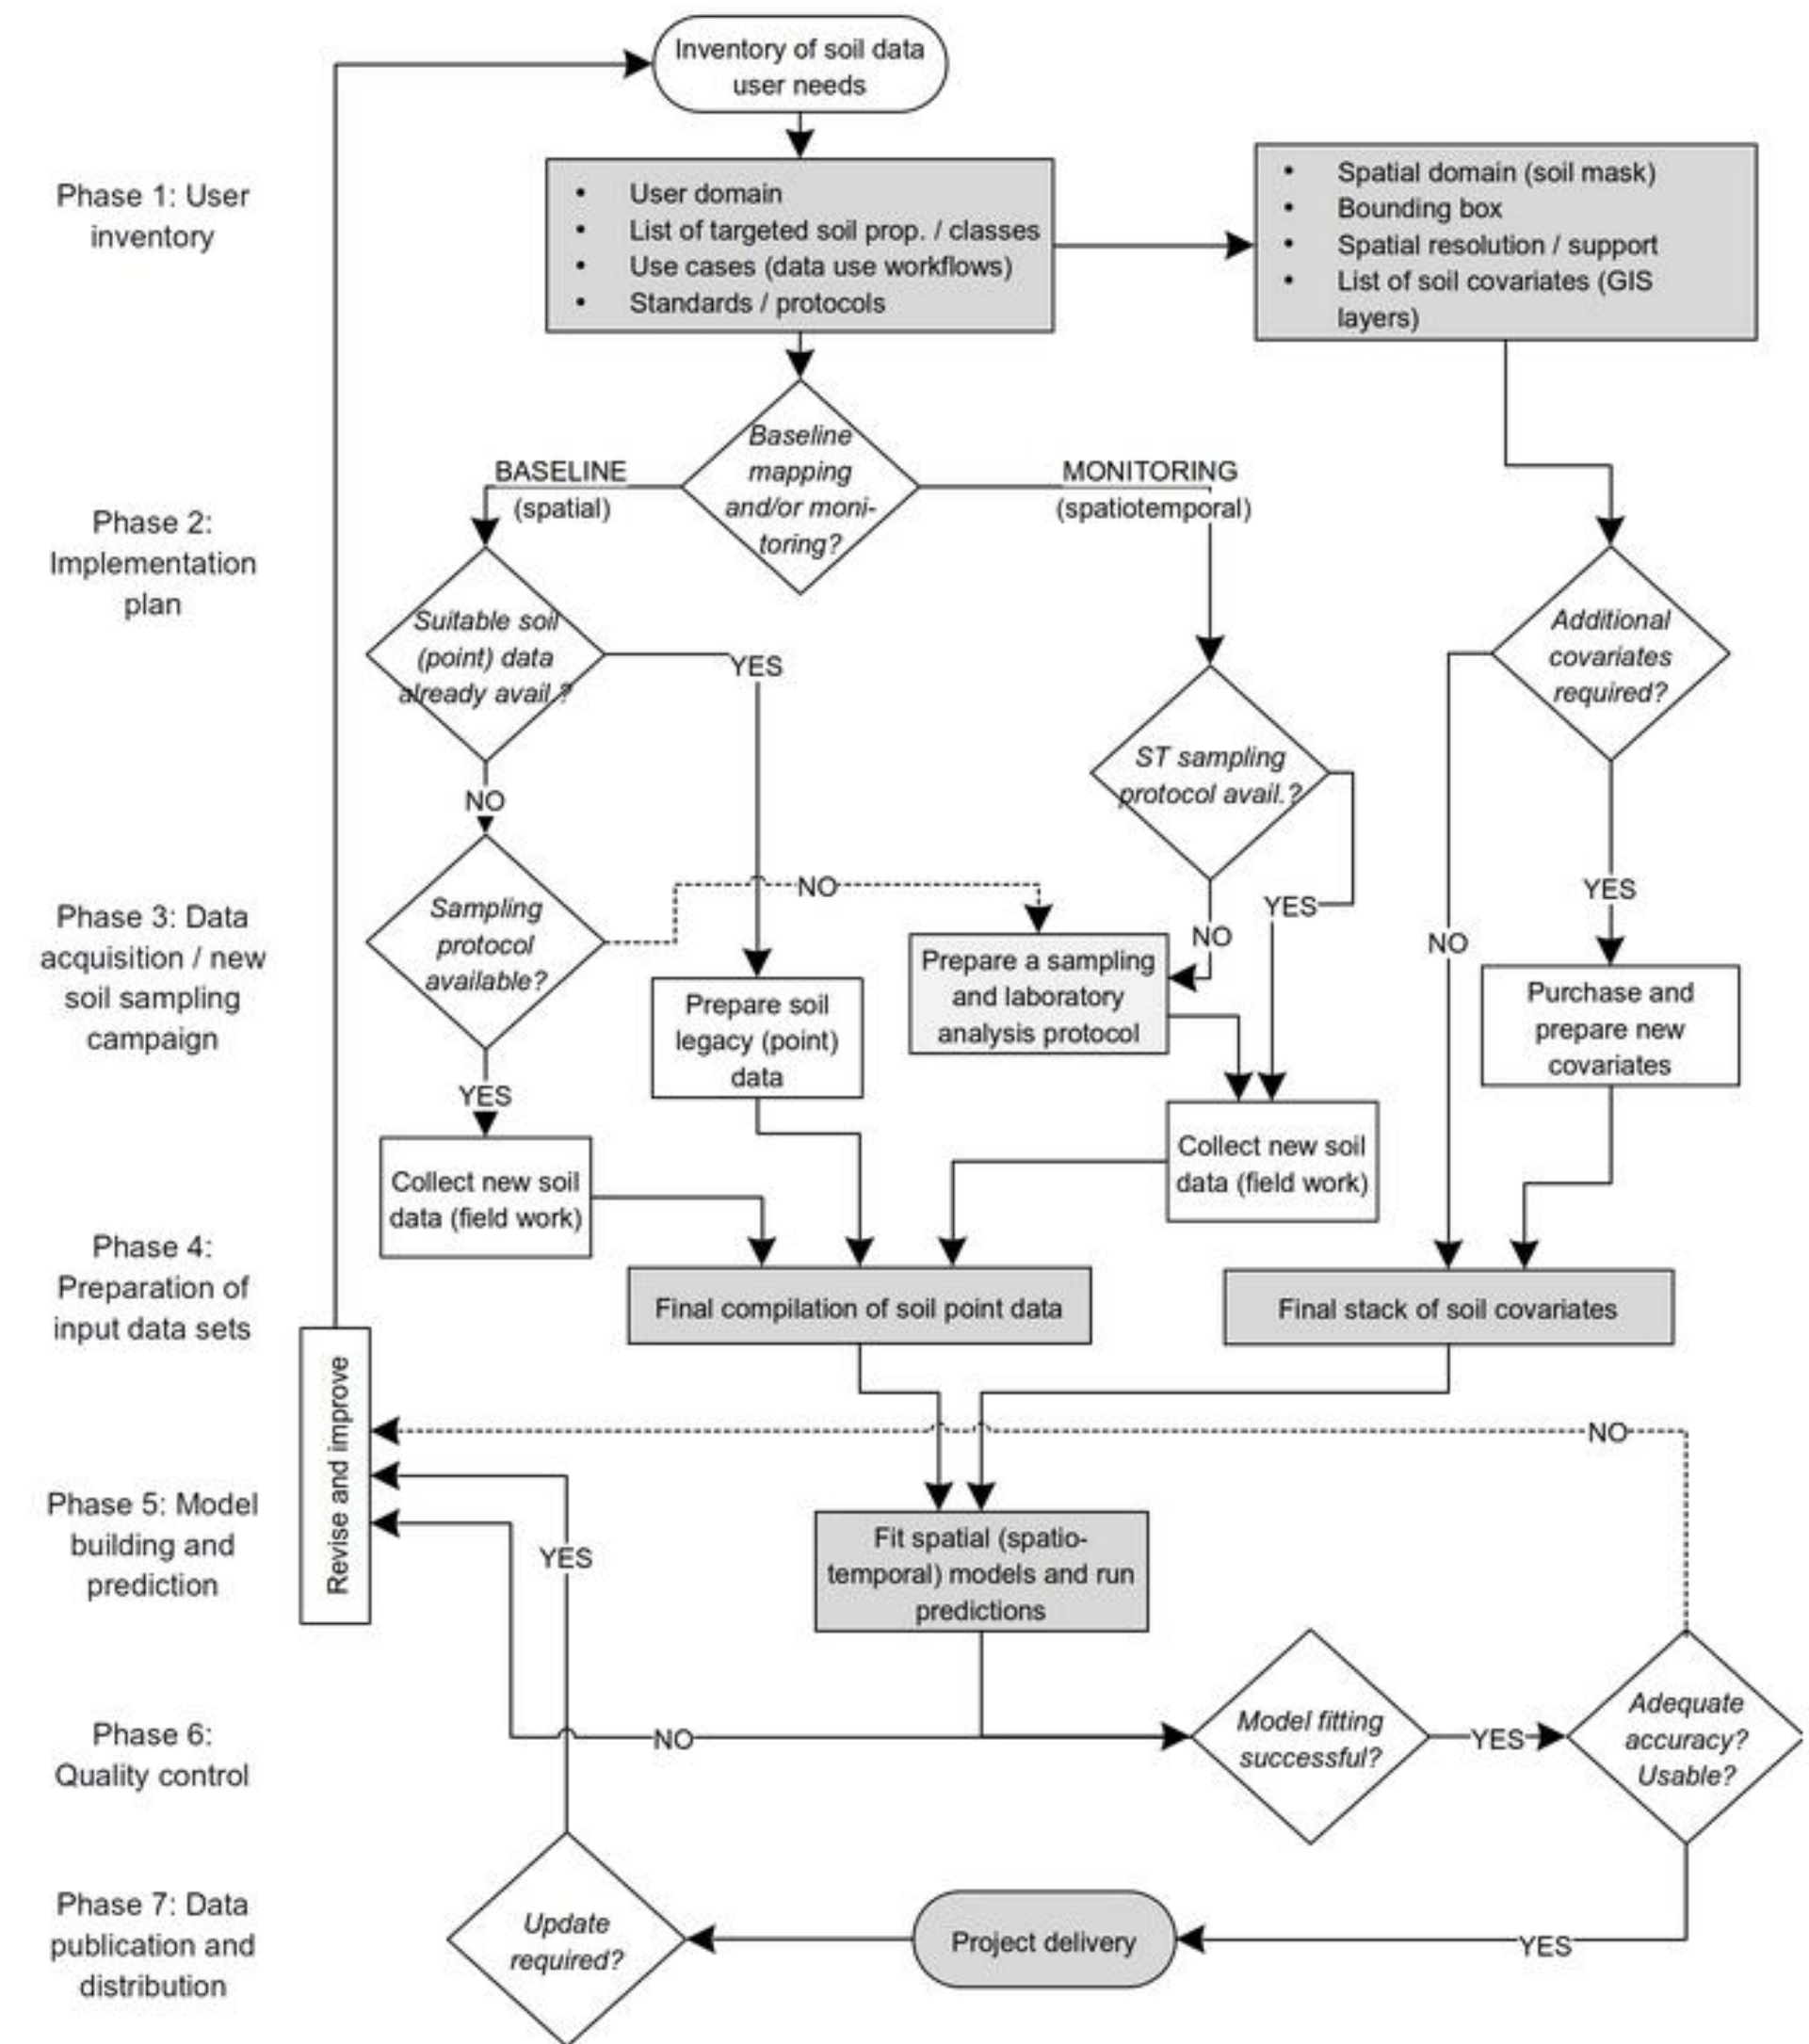 Inventory of soil data
user needs
Phase 1: User
inventory
• User domain
• List of targeted soil prop. / classes
• Use cases (data use workflows)
• Standards / protocols
• Spatial domain (soil mask)
• Bounding box
• Spatial resolution / support
• List of soil covariates (GIS
layers)
Phase 2:
Implementation
plan
Baseline
mapping
and/or moni-
toring?
BASELINE
(spatial)
MONITORING
(spatiotemporal)
Suitable soil
(point) data
already avail.?
YES
NO
ST sampling
protocol avail.?
YES
NO
Additional
covariates
required?
YES
NO
Phase 3: Data
acquisition / new
soil sampling
campaign
Sampling
protocol
available?
NO
YES
Prepare soil
legacy (point)
data
Prepare a sampling
and laboratory
analysis protocol
Purchase and
prepare new
covariates
Collect new soil
data (field work)
Collect new soil
data (field work)
Phase 4:
Preparation of
input data sets
Final compilation of soil point data
Final stack of soil covariates
Revise and improve
NO
Phase 5: Model
building and
prediction
YES
Fit spatial (spatio-
temporal) models and run
predictions
Phase 6:
Quality control
NO
Model fitting
successful?
YES
Adequate
accuracy?
Usable?
Phase 7: Data
publication and
distribution
Update
required?
Project delivery
YES